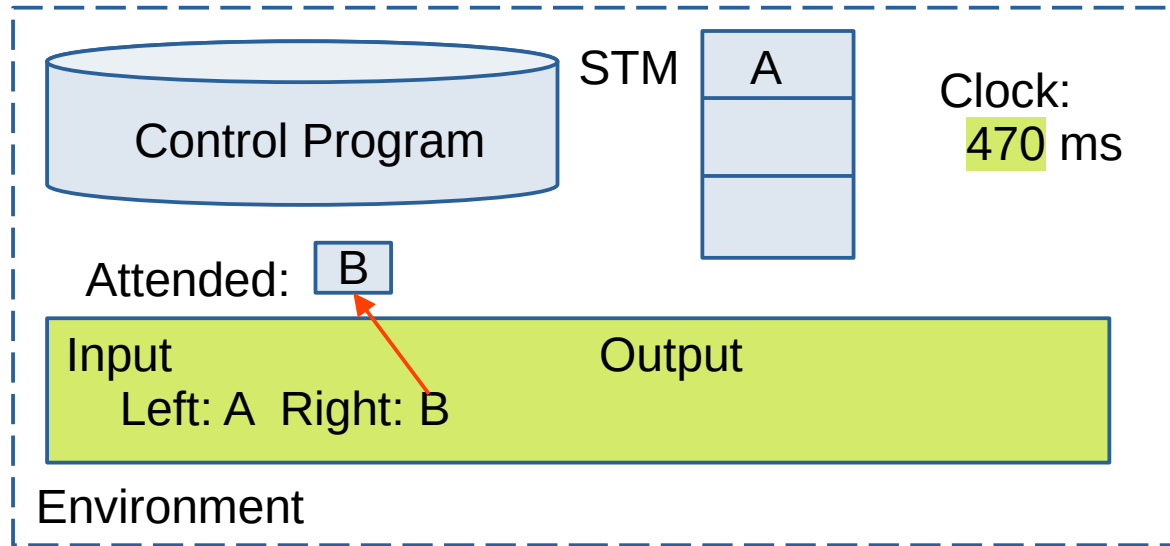 STM
A
Clock:
470 ms
Control Program
Attended:
B
Input
Output
Left: A Right: B
Environment